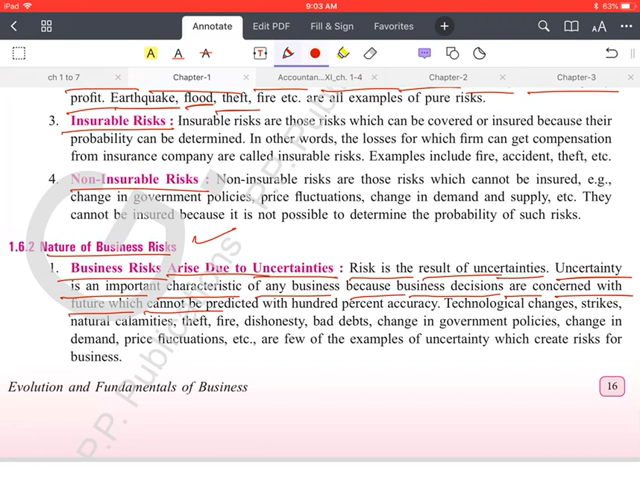 iPad
9:03 AM
63%
Annotate
Edit PDF
Fill & Sign
Favorites
AA
A
A
A
T
ch 1 to 7
Chapter-1
Accountan..XI_ch. 1-4
Chapter-2
Chapter-3
profit. Earthquake, flood, theft, fire etc. are all examples of pure risks.
3. Insurable Risks : Insurable risks are those risks which can be covered or insured because their
probability can be determined. In other words, the losses for which firm can get compensation
from insurance company are called insurable risks. Examples include fire, accident, theft, etc.
4. Non-Insurable Risks : Non-insurable risks are those risks which cannot be insured, e.g.,
change in government policies, price fluctuations, change in demand and supply, etc. They
cannot be insured because it is not possible to determine the probability of such risks.
1.6.2 Nature of Business Risks
1. Business Risks Arise Due to Uncertainties : Risk is the result of uncertainties. Uncertainty
is an important characteristic of any business because business decisions are concerned with
future which cannot be predicted with hundred percent accuracy. Technological changes, strikes,
natural calamities, theft, fire, dishonesty, bad debts, change in government policies, change in
demand, price fluctuations, etc., are few of the examples of uncertainty which create risks for
business.
Evolution and Fundamentals of Business
16